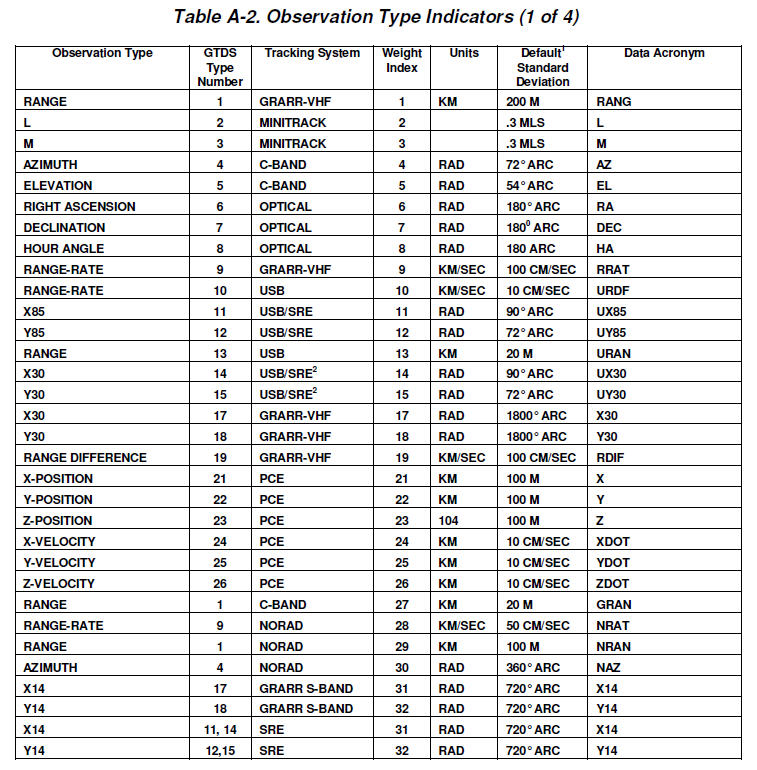 Table A-2. Observation Type Indicators (1 of 4)
Observation Type GTDS Type Number Tracking System Weight Index Units Default¹ Standard Deviation Data Acronym
RANGE 1 GRARR-VHF 1 KM 200 M RANG
L 2 MINITRACK 2 .3 MLS L
M 3 MINITRACK 3 .3 MLS M
AZIMUTH 4 C-BAND 4 RAD 72° ARC AZ
ELEVATION 5 C-BAND 5 RAD 54° ARC EL
RIGHT ASCENSION 6 OPTICAL 6 RAD 180° ARC RA
DECLINATION 7 OPTICAL 7 RAD 180⁰ ARC DEC
HOUR ANGLE 8 OPTICAL 8 RAD 180 ARC HA
RANGE-RATE 9 GRARR-VHF 9 KM/SEC 100 CM/SEC RRAT
RANGE-RATE 10 USB 10 KM/SEC 10 CM/SEC URDF
X85 11 USB/SRE 11 RAD 90° ARC UX85
Y85 12 USB/SRE 12 RAD 72° ARC UY85
RANGE 13 USB 13 KM 20 M URAN
X30 14 USB/SRE² 14 RAD 90° ARC UX30
Y30 15 USB/SRE² 15 RAD 72° ARC UY30
X30 17 GRARR-VHF 17 RAD 1800° ARC X30
Y30 18 GRARR-VHF 18 RAD 1800° ARC Y30
RANGE DIFFERENCE 19 GRARR-VHF 19 KM/SEC 100 CM/SEC RDIF
X-POSITION 21 PCE 21 KM 100 M X
Y-POSITION 22 PCE 22 KM 100 M Y
Z-POSITION 23 PCE 23 104 100 M Z
X-VELOCITY 24 PCE 24 KM 10 CM/SEC XDOT
Y-VELOCITY 25 PCE 25 KM 10 CM/SEC YDOT
Z-VELOCITY 26 PCE 26 KM 10 CM/SEC ZDOT
RANGE 1 C-BAND 27 KM 20 M GRAN
RANGE-RATE 9 NORAD 28 KM/SEC 50 CM/SEC NRAT
RANGE 1 NORAD 29 KM 100 M NRAN
AZIMUTH 4 NORAD 30 RAD 360° ARC NAZ
X14 17 GRARR S-BAND 31 RAD 720° ARC X14
Y14 18 GRARR S-BAND 32 RAD 720° ARC Y14
X14 11, 14 SRE 31 RAD 720° ARC X14
Y14 12,15 SRE 32 RAD 720° ARC Y14